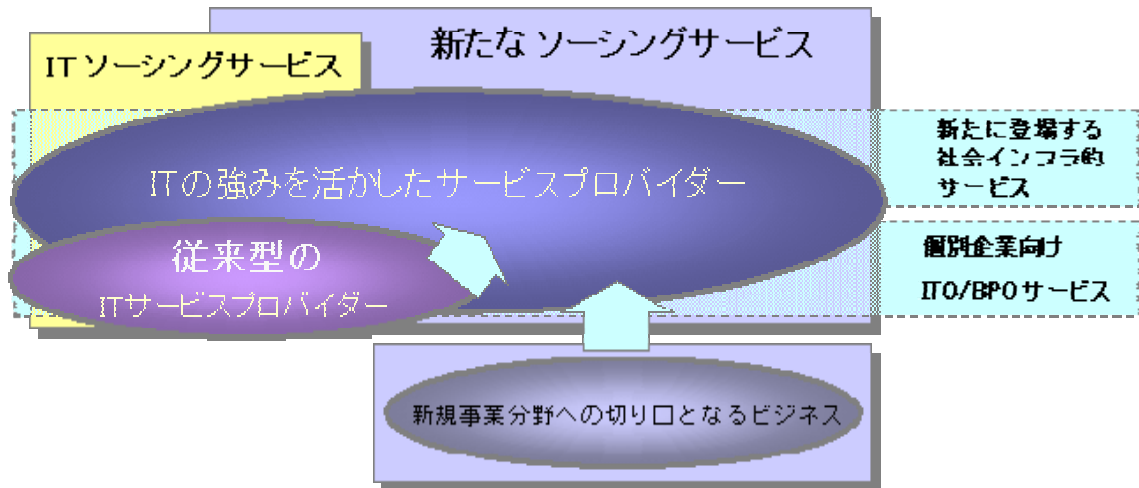 新たな ソーシングサービス
IT ソーシングサービス
ITの強みを活かしたサービスプロバイダー
従来型の
ITサービスプロバイダー
新たに登場する
社会インフラ的
サービス
個別企業向け
ITO/BPO サービス
新規事業分野への切り口となるビジネス